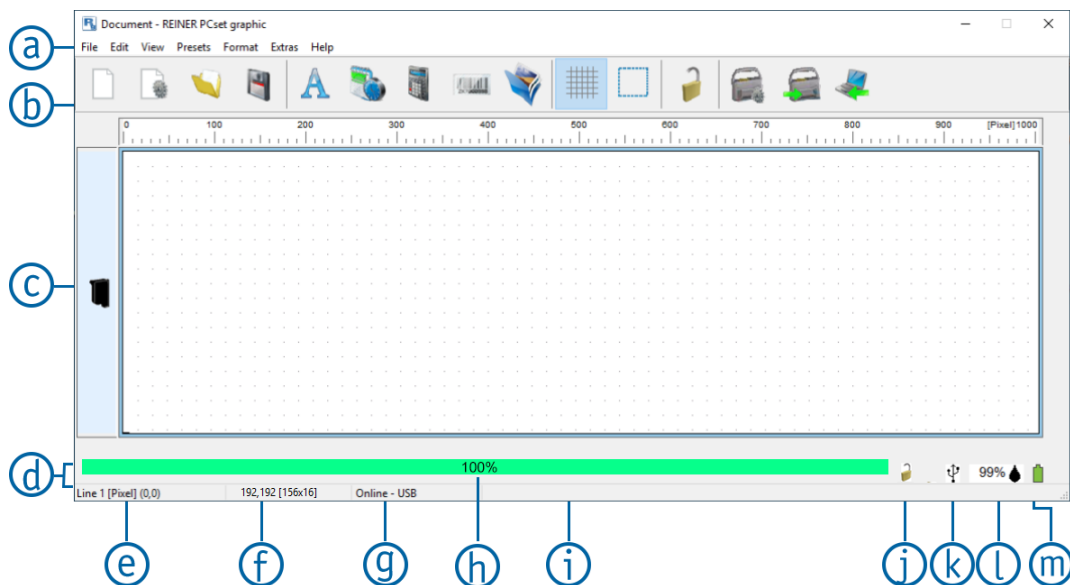 Document - REINER PCset graphic
a
File Edit View Presets Format Extras Help
b
0 100 200 300 400 500 600 700 800 900 [Pixel] 1000
c
d
100%
99%
Line 1 [Pixel] (0,0) 192,192 [156x16] Online - USB
e f g h i j k l m